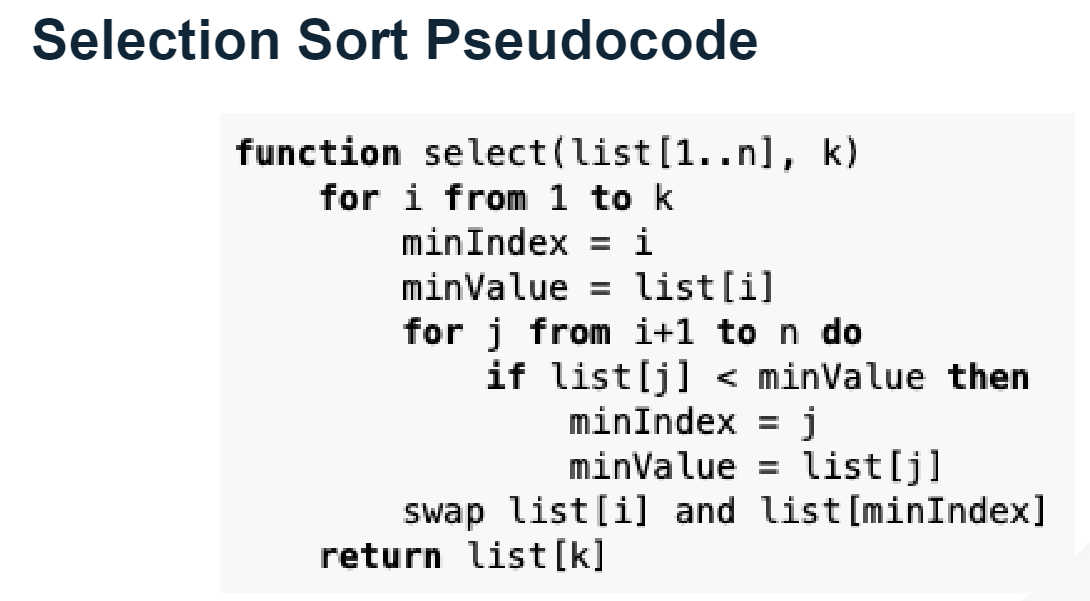 Selection Sort Pseudocode
function select(list[1..n], k)
for i from 1 to k
minIndex = i
minValue = list[i]
for j from i+1 to n do
if list[j] < minValue then
minIndex = j
minValue = list[j]
swap list[i] and list[minIndex]
return list[k]